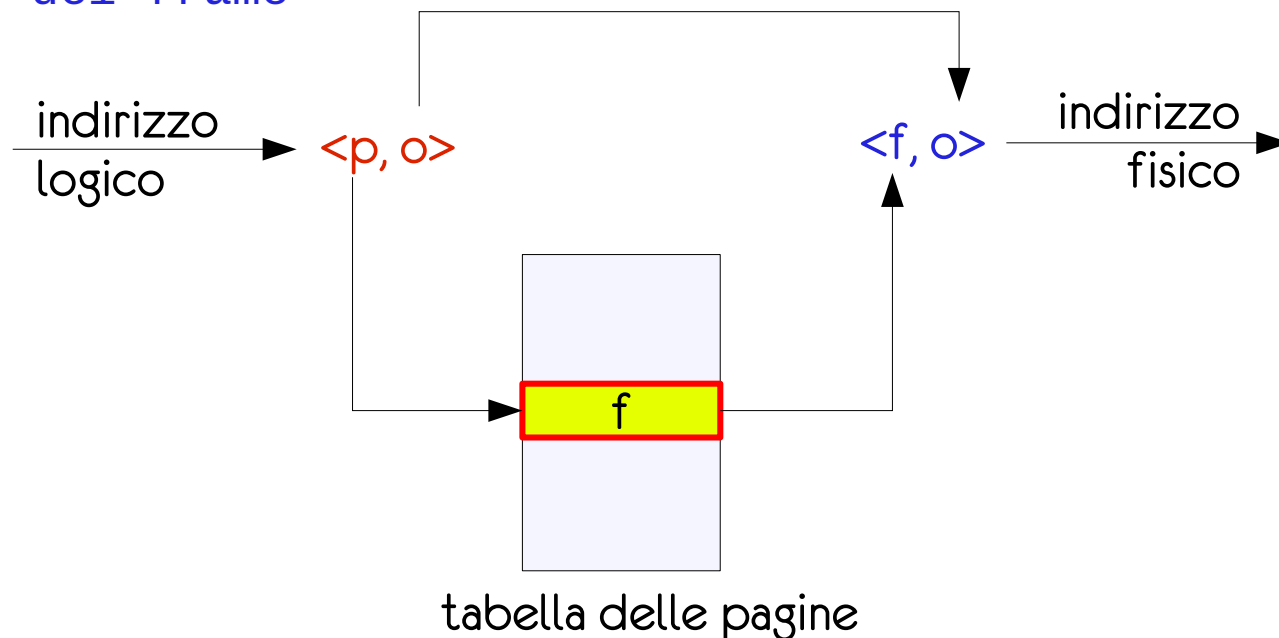 indirizzo
logico
<p, o>
<f, o>
indirizzo
fisico
f
tabella delle pagine